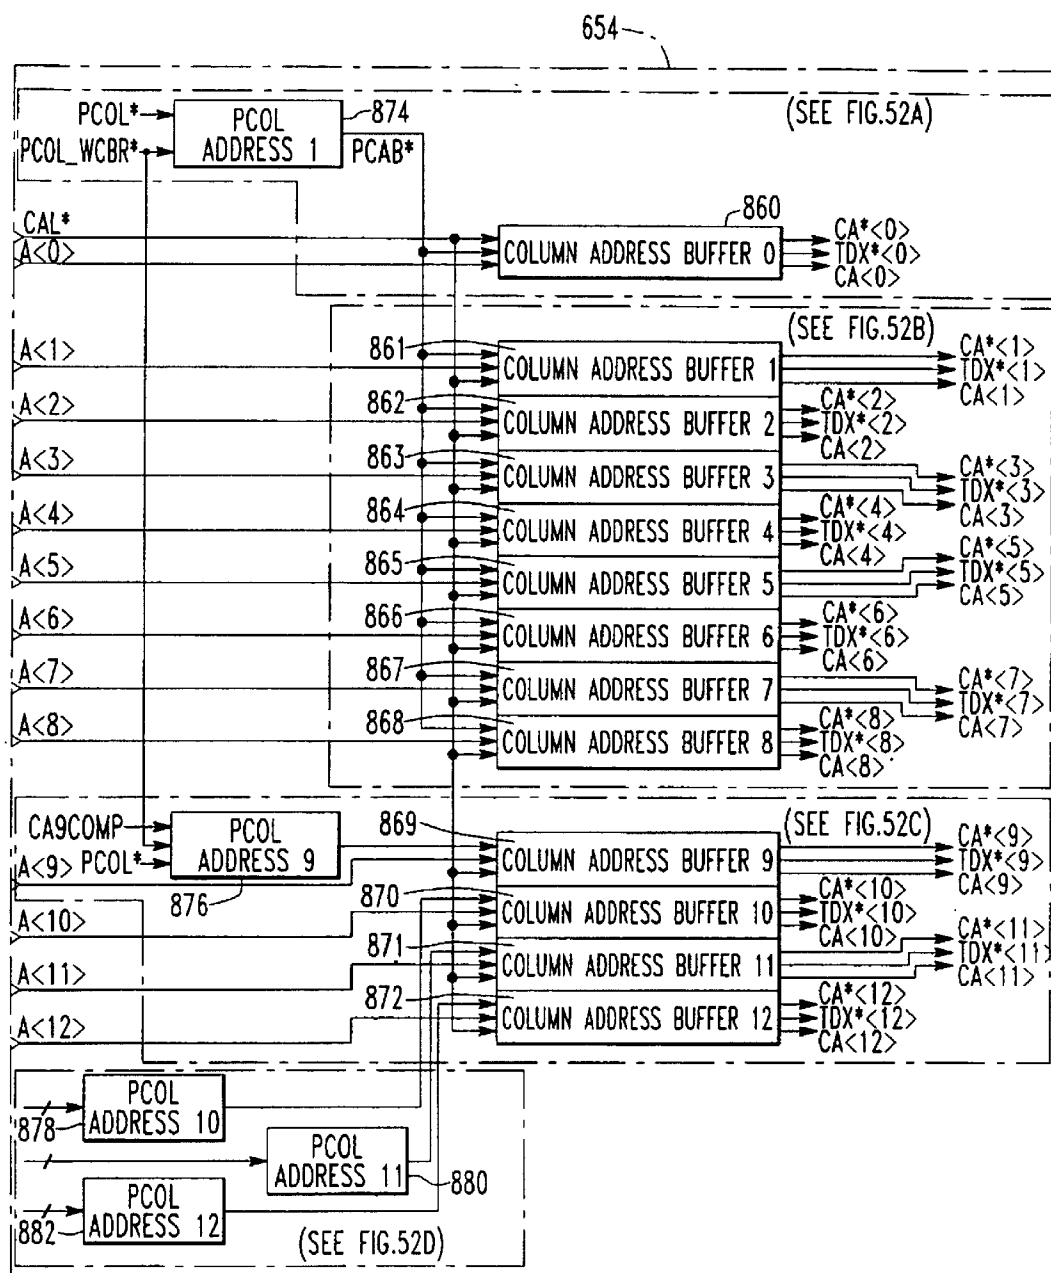 654
(SEE FIG.52A)
PCOL*
PCOL_WCBR*
PCOL
ADDRESS 1
874
PCAB*
CAL*
A<0>
860
COLUMN ADDRESS BUFFER 0
CA*<0>
TDX*<0>
CA<0>
(SEE FIG.52B)
A<1>
861
COLUMN ADDRESS BUFFER 1
CA*<1>
TDX*<1>
CA<1>
A<2>
862
COLUMN ADDRESS BUFFER 2
CA*<2>
TDX*<2>
CA<2>
A<3>
863
COLUMN ADDRESS BUFFER 3
CA*<3>
TDX*<3>
CA<3>
A<4>
864
COLUMN ADDRESS BUFFER 4
CA*<4>
TDX*<4>
CA<4>
A<5>
865
COLUMN ADDRESS BUFFER 5
CA*<5>
TDX*<5>
CA<5>
A<6>
866
COLUMN ADDRESS BUFFER 6
CA*<6>
TDX*<6>
CA<6>
A<7>
867
COLUMN ADDRESS BUFFER 7
CA*<7>
TDX*<7>
CA<7>
A<8>
868
COLUMN ADDRESS BUFFER 8
CA*<8>
TDX*<8>
CA<8>
(SEE FIG.52C)
CA9COMP
A<9>
PCOL*
PCOL
ADDRESS 9
876
869
COLUMN ADDRESS BUFFER 9
CA*<9>
TDX*<9>
CA<9>
A<10>
870
COLUMN ADDRESS BUFFER 10
CA*<10>
TDX*<10>
CA<10>
A<11>
871
COLUMN ADDRESS BUFFER 11
CA*<11>
TDX*<11>
CA<11>
A<12>
872
COLUMN ADDRESS BUFFER 12
CA*<12>
TDX*<12>
CA<12>
878
PCOL
ADDRESS 10
PCOL
ADDRESS 11
880
882
PCOL
ADDRESS 12
(SEE FIG.52D)